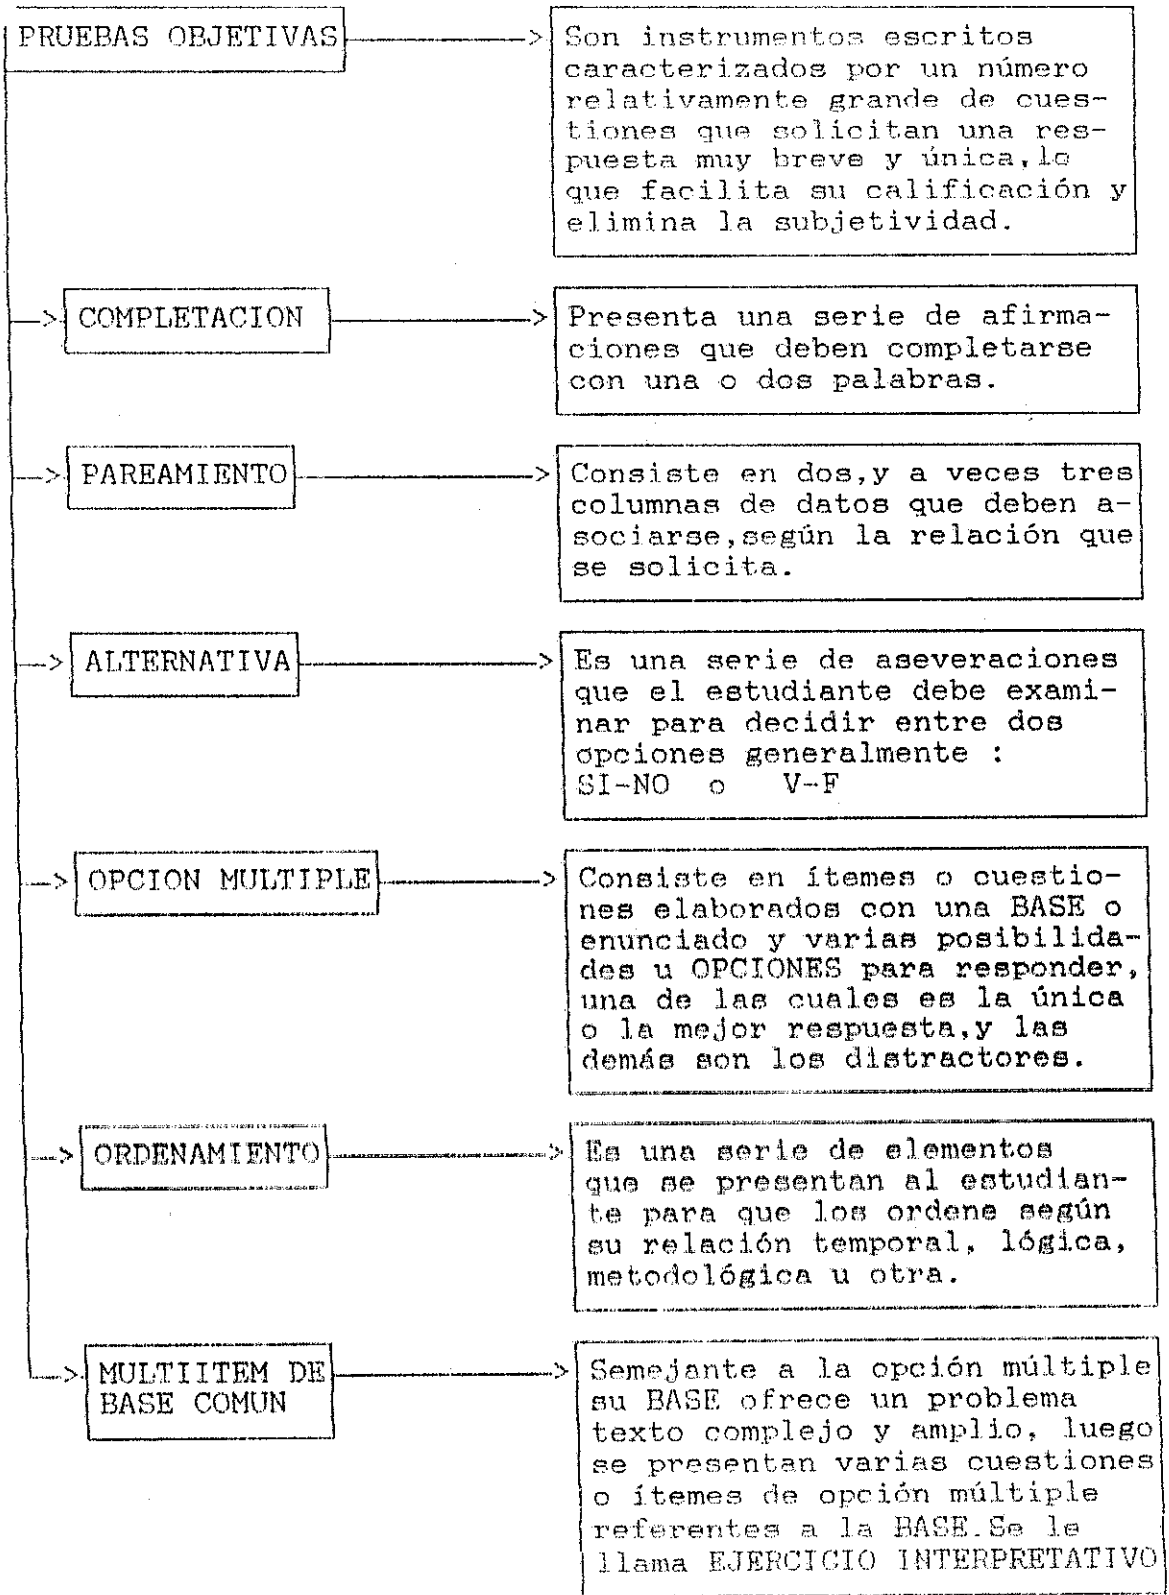 PRUEBAS OBJETIVAS
Son instrumentos escritos
caracterizados por un número
relativamente grande de cues-
tiones que solicitan una res-
puesta muy breve y única,lo
que facilita su calificación y
elimina la subjetividad.
COMPLETACION
Presenta una serie de afirma-
ciones que deben completarse
con una o dos palabras.
PAREAMIENTO
Consiste en dos,y a veces tres
columnas de datos que deben a-
sociarse,según la relación que
se solicita.
ALTERNATIVA
Es una serie de aseveraciones
que el estudiante debe exami-
nar para decidir entre dos
opciones generalmente :
SI-NO o V-F
OPCION MULTIPLE
Consiste en ítemes o cuestio-
nes elaborados con una BASE o
enunciado y varias posibilida-
des u OPCIONES para responder,
una de las cuales es la única
o la mejor respuesta,y las
demás son los distractores.
ORDENAMIENTO
Es una serie de elementos
que se presentan al estudian-
te para que los ordene según
su relación temporal, lógica,
metodológica u otra.
MULTIITEM DE
BASE COMUN
Semejante a la opción múltiple
su BASE ofrece un problema
texto complejo y amplio, luego
se presentan varias cuestiones
o ítemes de opción múltiple
referentes a la BASE.Se le
llama EJERCICIO INTERPRETATIVO